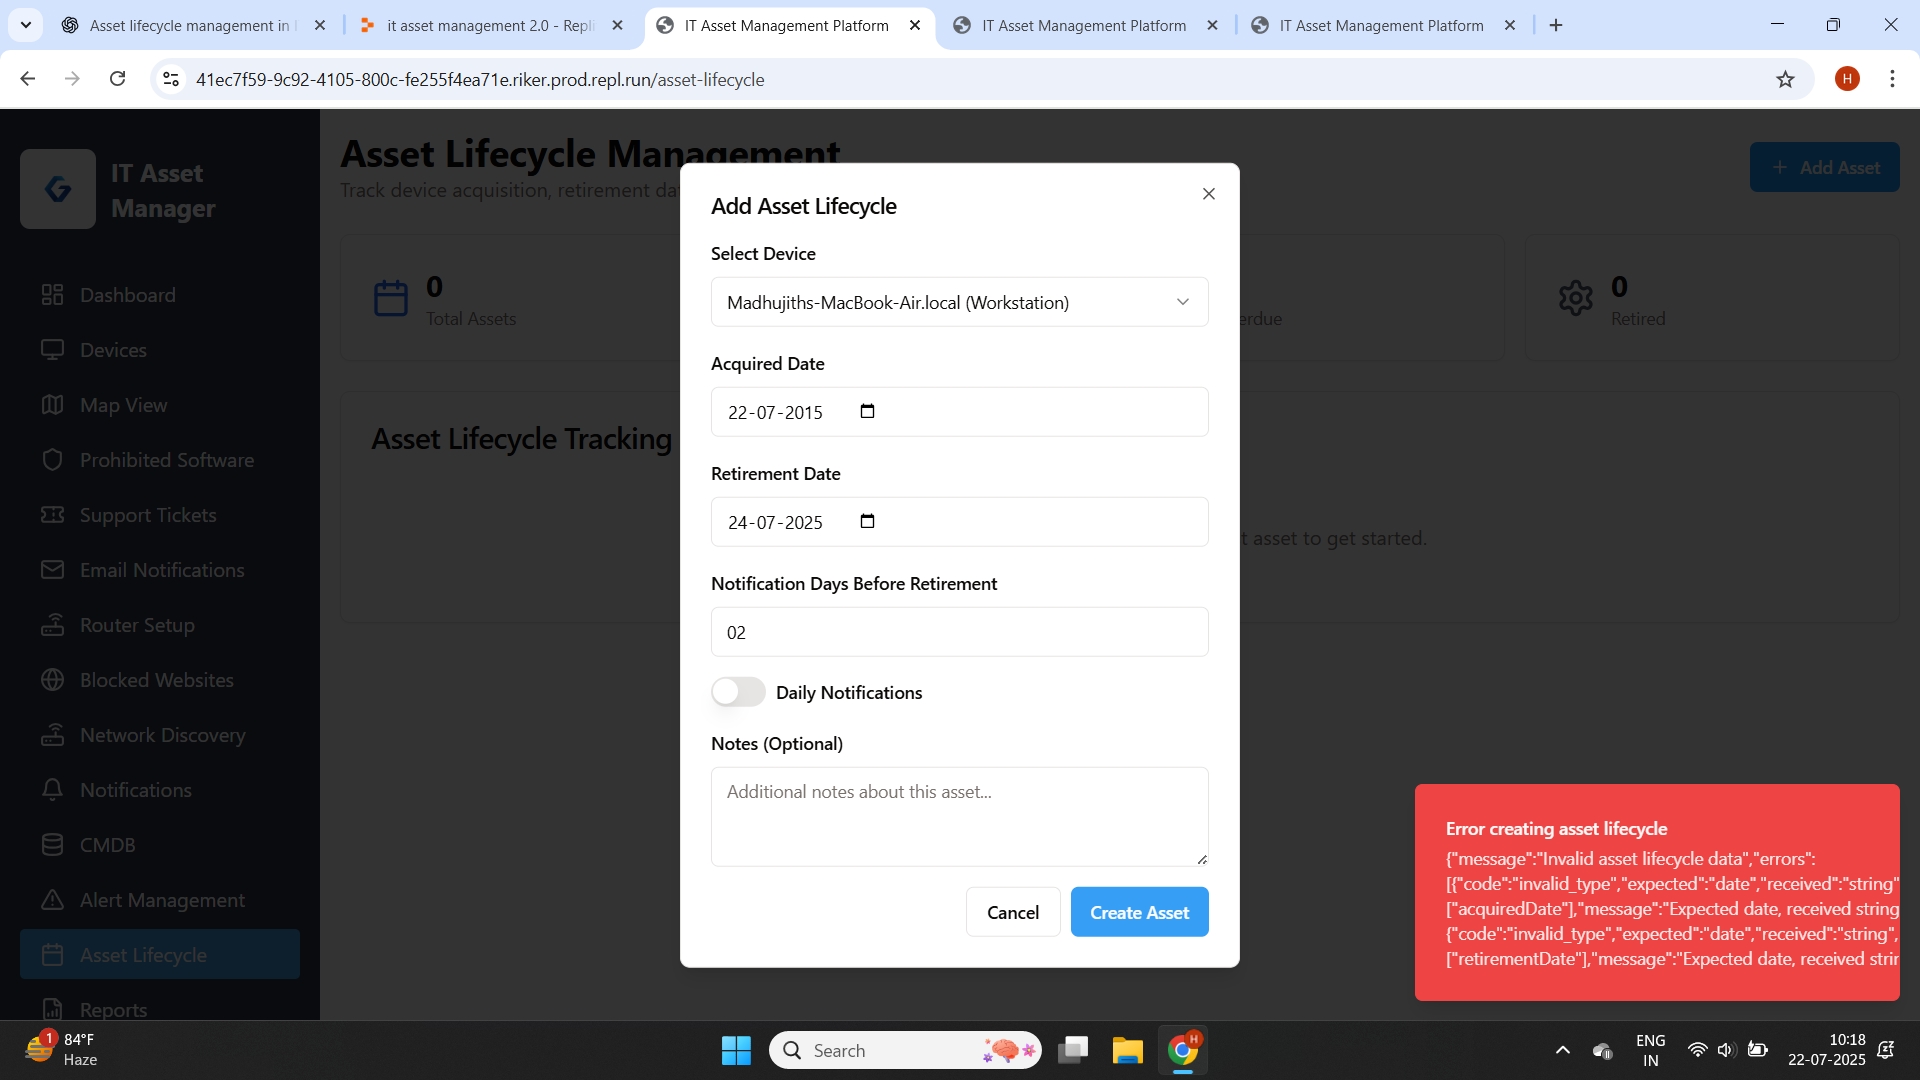 Asset lifecycle management in
it asset management 2.0 - Repli
IT Asset Management Platform
IT Asset Management Platform
IT Asset Management Platform
41ec7f59-9c92-4105-800c-fe255f4ea71e.riker.prod.repl.run/asset-lifecycle
H
IT Asset
Manager
Dashboard
Devices
Map View
Prohibited Software
Support Tickets
Email Notifications
Router Setup
Blocked Websites
Network Discovery
Notifications
CMDB
Alert Management
Asset Lifecycle
Reports
Asset Lifecycle Management
Track device acquisition, retirement dat
+ Add Asset
0
Total Assets
erdue
0
Retired
Asset Lifecycle Tracking
t asset to get started.
Add Asset Lifecycle
Select Device
Madhujiths-MacBook-Air.local (Workstation)
Acquired Date
22-07-2015
Retirement Date
24-07-2025
Notification Days Before Retirement
02
Daily Notifications
Notes (Optional)
Additional notes about this asset...
Cancel
Create Asset
Error creating asset lifecycle
{"message":"Invalid asset lifecycle data","errors":
[{"code":"invalid_type","expected":"date","received":"string"
["acquiredDate"],"message":"Expected date, received string
{"code":"invalid_type","expected":"date","received":"string",
["retirementDate"],"message":"Expected date, received strin
1
84°F
Haze
Search
H
ENG
IN
10:18
22-07-2025